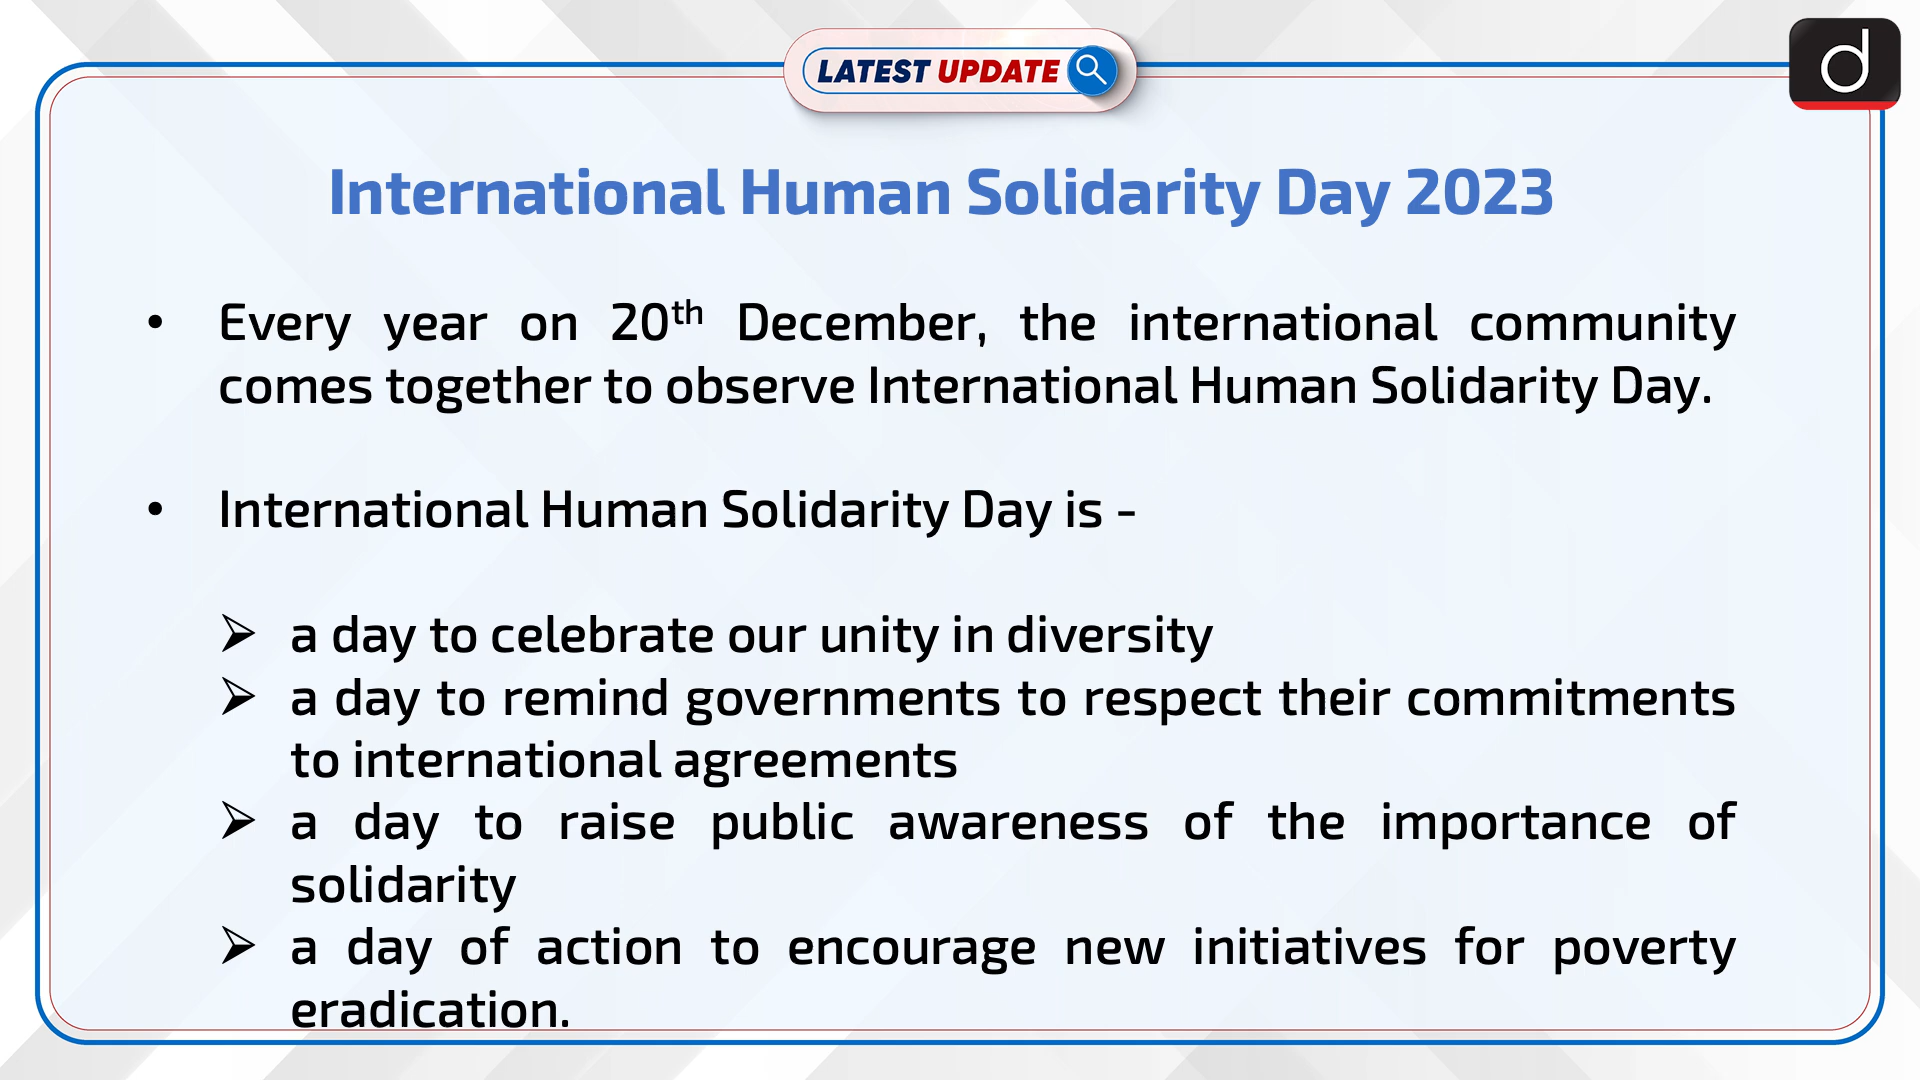 LATEST UPDATE
d
International Human Solidarity Day 2023
• Every year on 20th December, the international community
comes together to observe International Human Solidarity Day.
• International Human Solidarity Day is -
➢ a day to celebrate our unity in diversity
➢ a day to remind governments to respect their commitments
to international agreements
➢ a day to raise public awareness of the importance of
solidarity
➢ a day of action to encourage new initiatives for poverty
eradication.